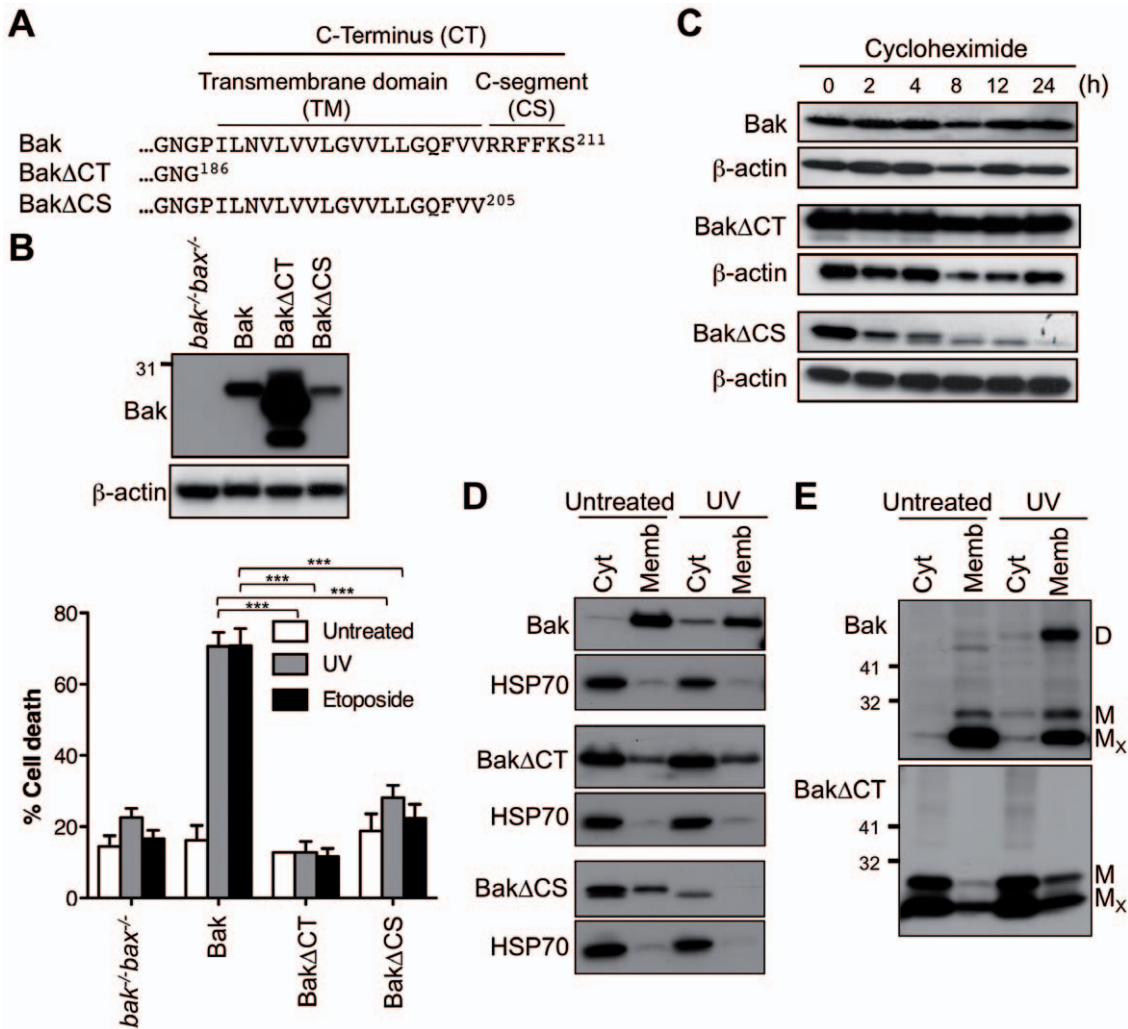 A
C-Terminus (CT)
Transmembrane domain (TM)
C-segment (CS)
Bak ...GNGPILNVLVVLGVVLLGQFVVRRFFKS211
BakΔCT ...GNG186
BakΔCS ...GNGPILNVLVVLGVVLLGQFVV205
B
bak-/-bax-/-
Bak
BakΔCT
BakΔCS
31
Bak
β-actin
***
***
***
***
% Cell death
80
60
40
20
0
Untreated
UV
Etoposide
bak-/-bax-/-
Bak
BakΔCT
BakΔCS
C
Cycloheximide
0 2 4 8 12 24 (h)
Bak
β-actin
BakΔCT
β-actin
BakΔCS
β-actin
D
Untreated UV
Cyt Memb Cyt Memb
Bak
HSP70
BakΔCT
HSP70
BakΔCS
HSP70
E
Untreated UV
Cyt Memb Cyt Memb
Bak
D
41
32
M
Mx
BakΔCT
41
32
M
Mx